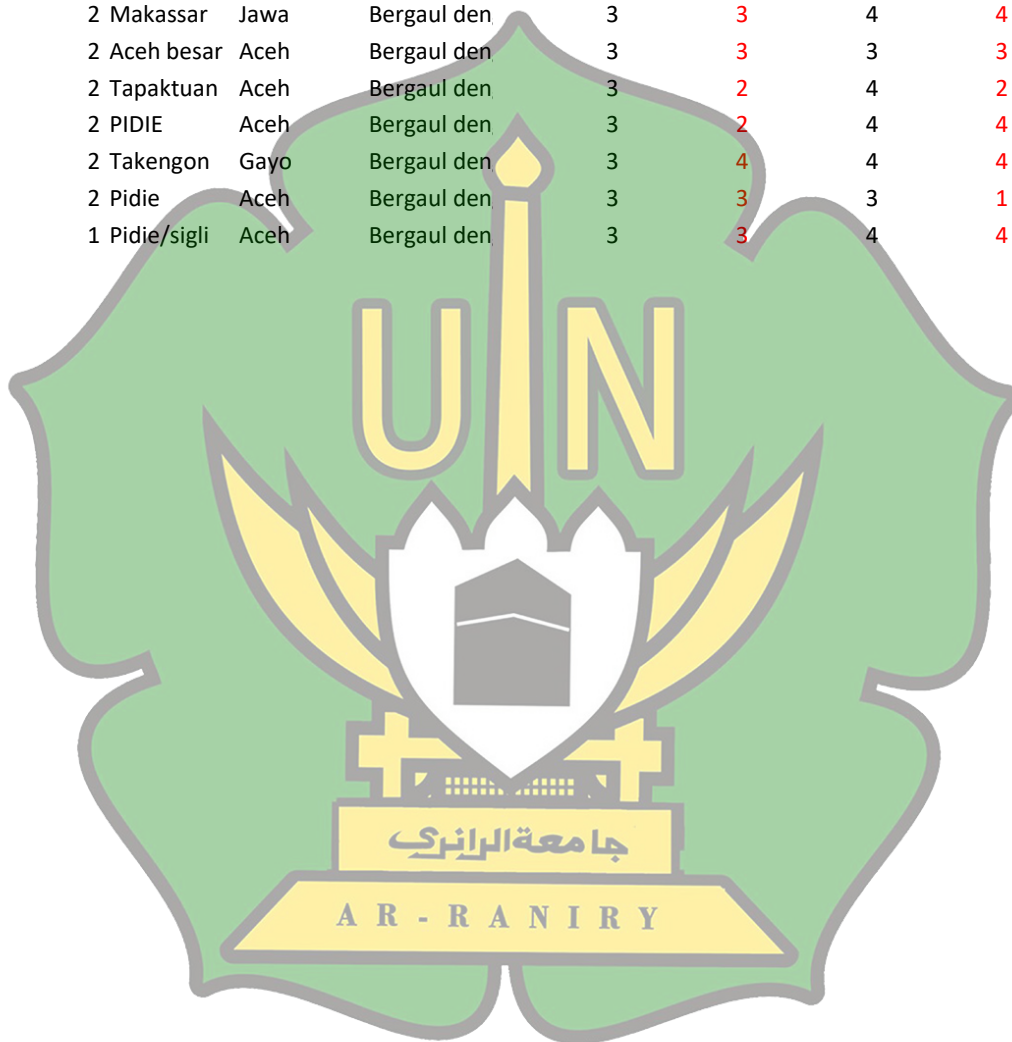 2 Makassar Jawa Bergaul den 3 3 4 4
2 Aceh besar Aceh Bergaul den 3 3 3 3
2 Tapaktuan Aceh Bergaul den 3 2 4 2
2 PIDIE Aceh Bergaul den 3 2 4 4
2 Takengon Gayo Bergaul den 3 4 4 4
2 Pidie Aceh Bergaul den 3 3 3 1
1 Pidie/sigli Aceh Bergaul den 3 3 4 4
UIN
جامعة الرانري
AR-RANIRY